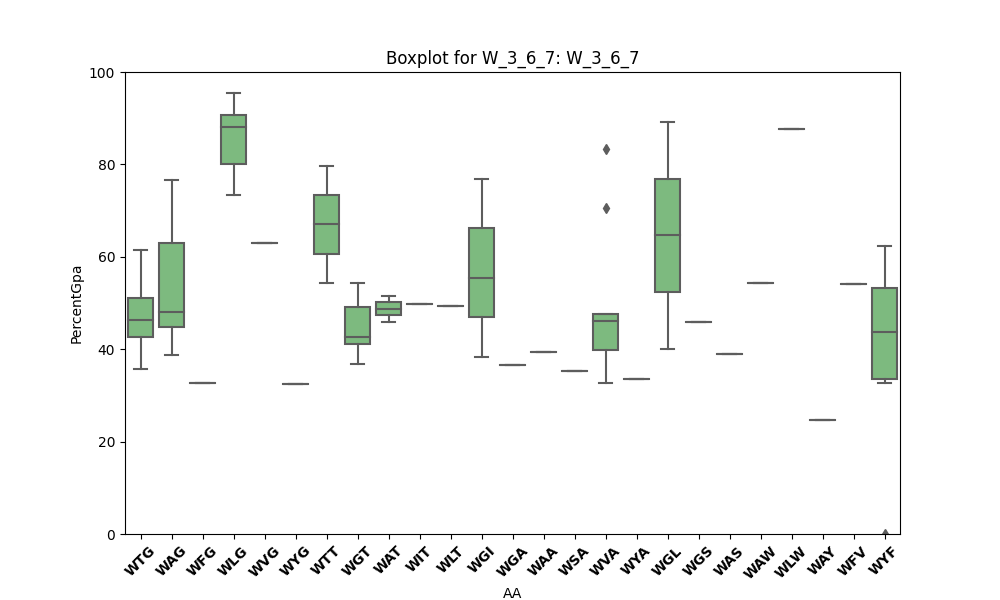 Boxplot for W_3_6_7: W_3_6_7
100
80
60
40
20
0
PercentGpa
WTG WAG WFG WLG WVG WYG WTT WGT WAT WIT WLT WGI WGA WAA WSA WVA WYA WGL WGS WAS WAW WLW WAY WFV WYF
AA